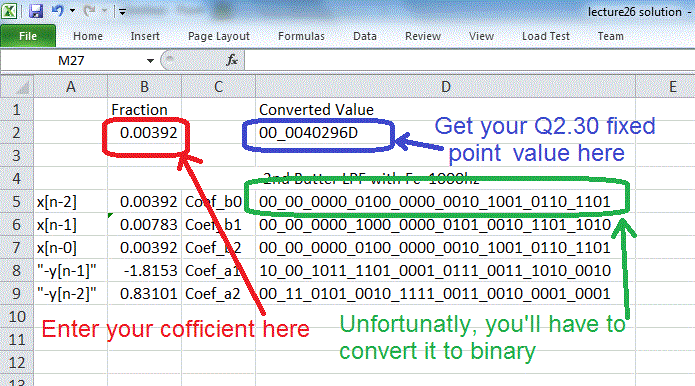 lecture26 solution -
File Home Insert Page Layout Formulas Data Review View Load Test Team
M27 fx
A B C D E
1 Fraction Converted Value
2 0.00392 00_0040296D Get your Q2.30 fixed
3 point value here
4 2nd Butter LPF with Fc=1000hz
5 x[n-2] 0.00392 Coef_b0 00_00_0000_0100_0000_0010_1001_0110_1101
6 x[n-1] 0.00783 Coef_b1 00_00_0000_1000_0000_0101_0010_1101_1010
7 x[n-0] 0.00392 Coef_b2 00_00_0000_0100_0000_0010_1001_0110_1101
8 "-y[n-1]" -1.8153 Coef_a1 10_00_1011_1101_0001_0111_0011_1010_0010
9 "-y[n-2]" 0.83101 Coef_a2 00_11_0101_0010_1111_0011_0010_0001_0001
10
11 Enter your cofficient here Unfortunatly, you'll have to
12 convert it to binary
13